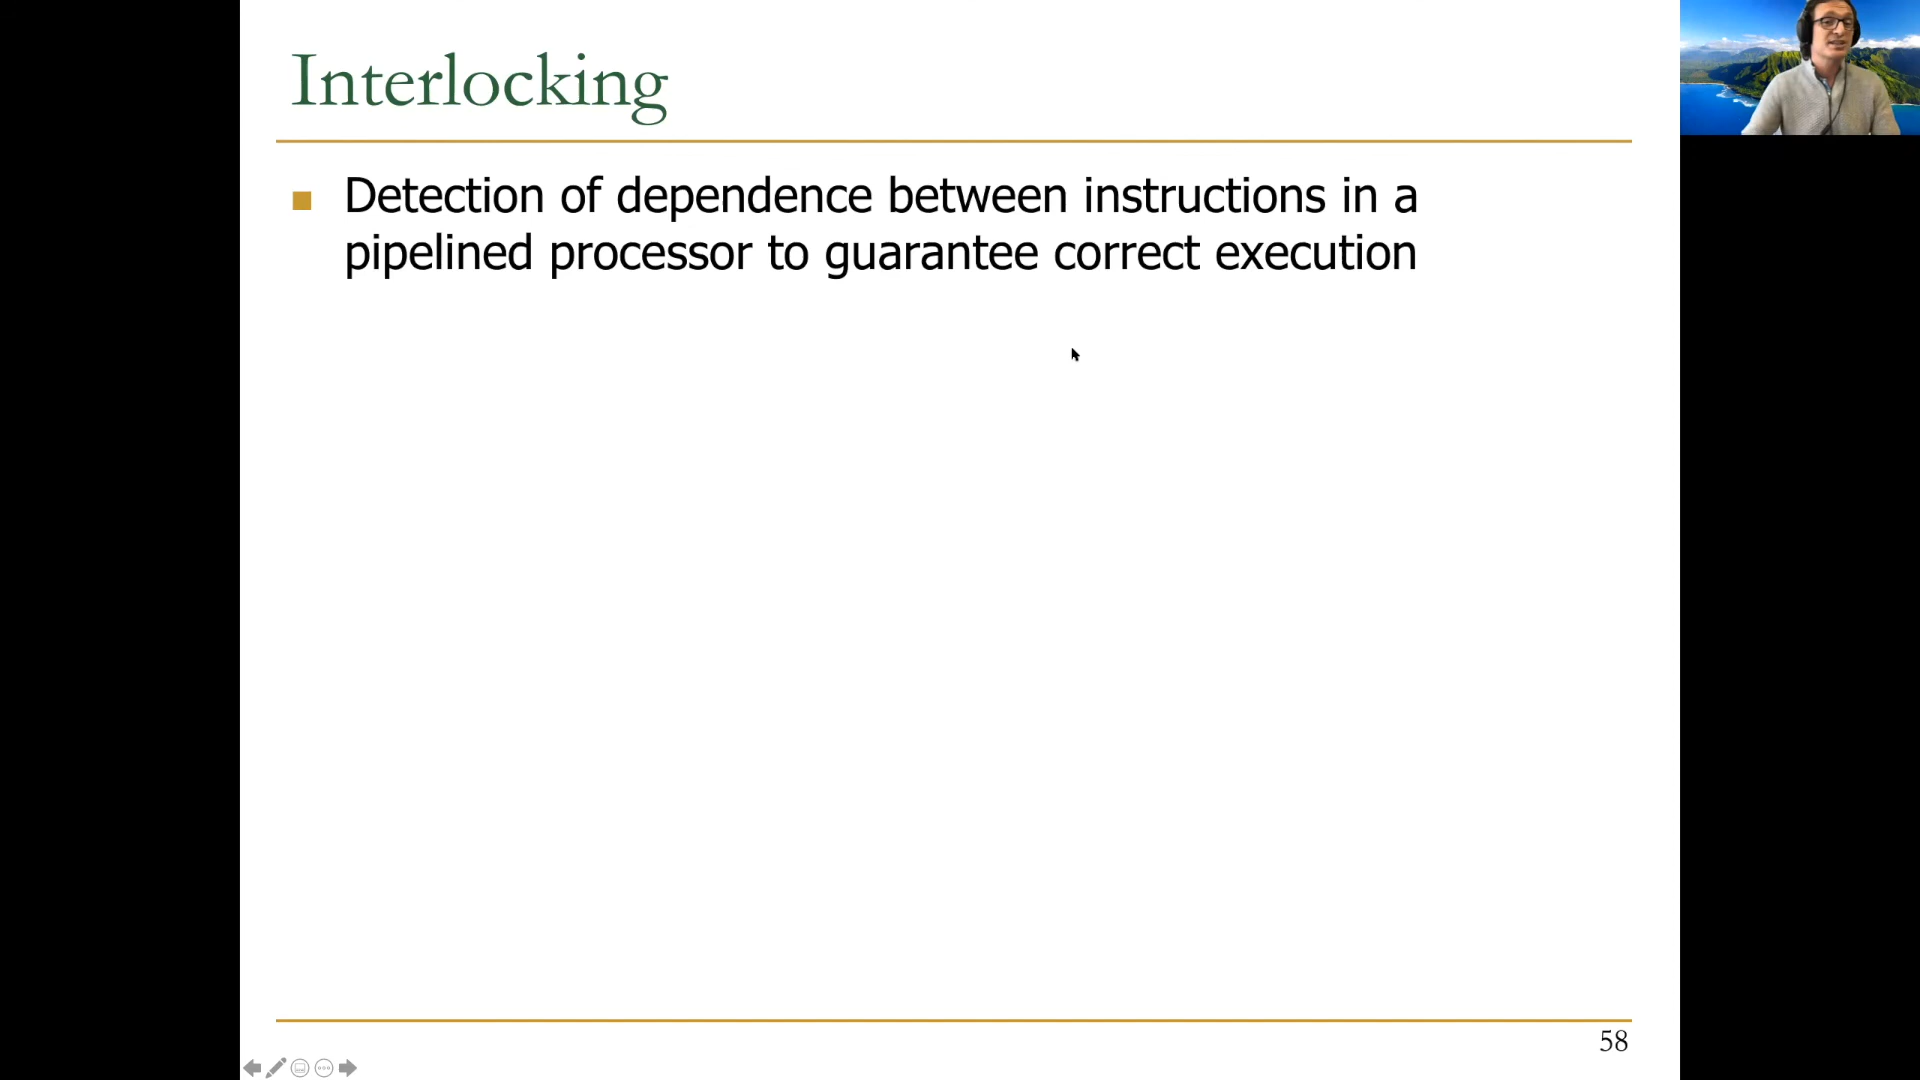 Interlocking
Detection of dependence between instructions in a
pipelined processor to guarantee correct execution
58